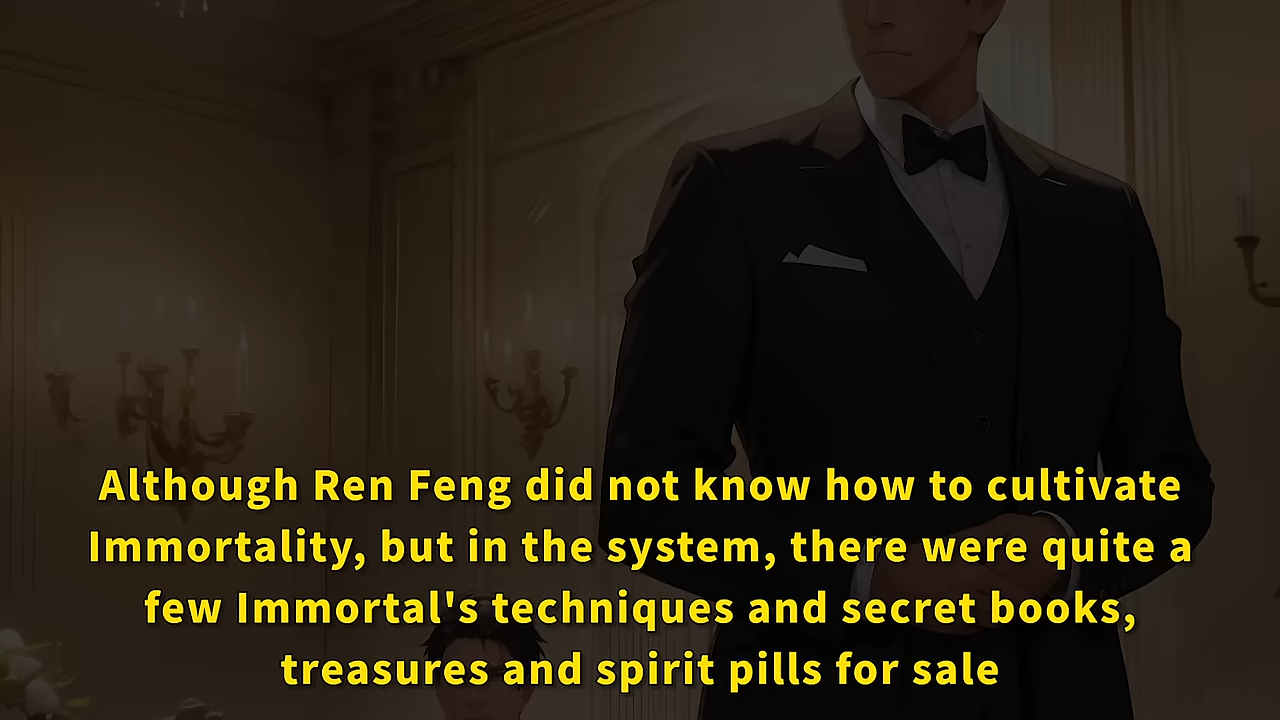 Although Ren Feng did not know how to cultivate
Immortality, but in the system, there were quite a
few Immortal's techniques and secret books,
treasures and spirit pills for sale